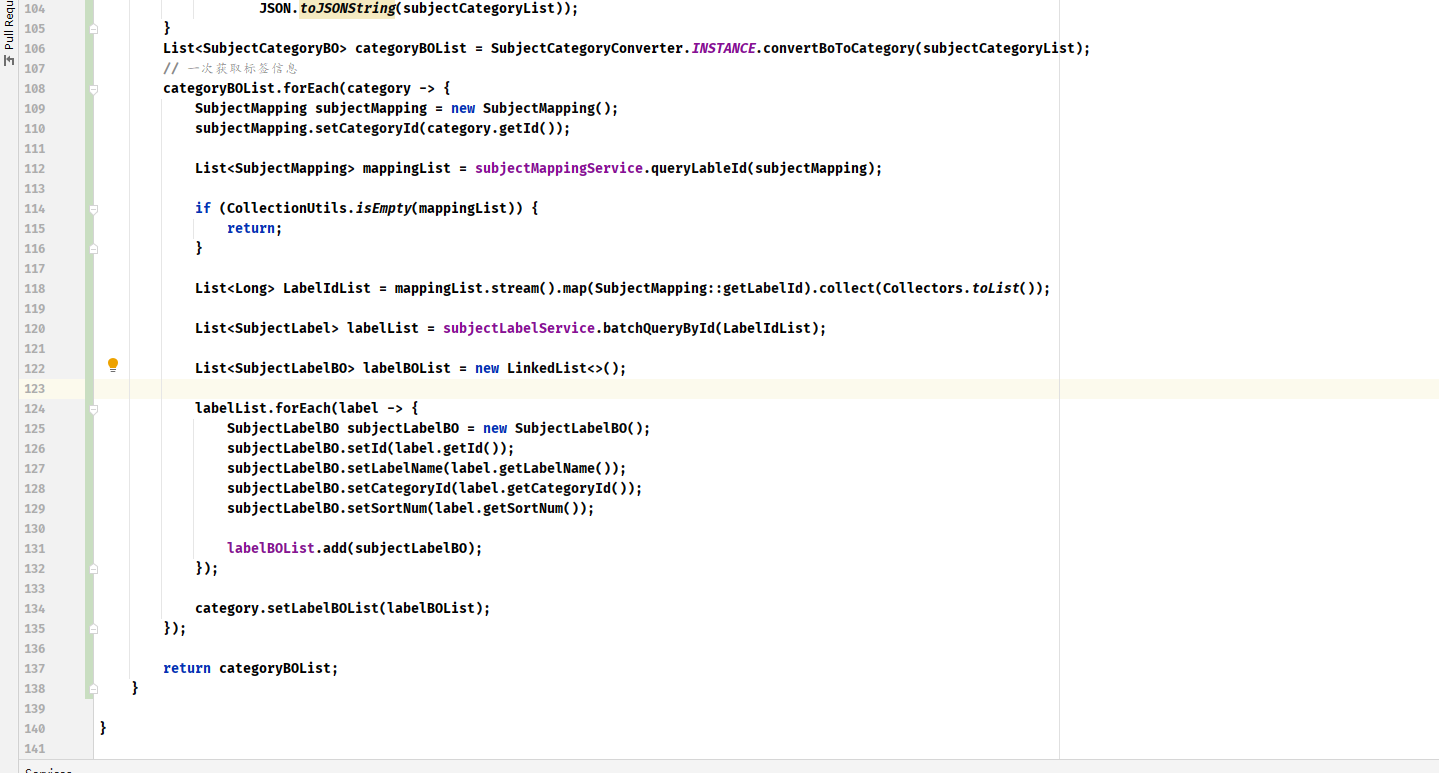 Pull Requ
104 JSON.toJSONString(subjectCategoryList));
105 }
106 List<SubjectCategoryBO> categoryBOList = SubjectCategoryConverter.INSTANCE.convertBoToCategory(subjectCategoryList);
107 // 一次获取标签信息
108 categoryBOList.forEach(category -> {
109 SubjectMapping subjectMapping = new SubjectMapping();
110 subjectMapping.setCategoryId(category.getId());
111
112 List<SubjectMapping> mappingList = subjectMappingService.queryLableId(subjectMapping);
113
114 if (CollectionUtils.isEmpty(mappingList)) {
115 return;
116 }
117
118 List<Long> LabelIdList = mappingList.stream().map(SubjectMapping::getLabelId).collect(Collectors.toList());
119
120 List<SubjectLabel> labelList = subjectLabelService.batchQueryById(LabelIdList);
121
122 List<SubjectLabelBO> labelBOList = new LinkedList<>();
123
124 labelList.forEach(label -> {
125 SubjectLabelBO subjectLabelBO = new SubjectLabelBO();
126 subjectLabelBO.setId(label.getId());
127 subjectLabelBO.setLabelName(label.getLabelName());
128 subjectLabelBO.setCategoryId(label.getCategoryId());
129 subjectLabelBO.setSortNum(label.getSortNum());
130
131 labelBOList.add(subjectLabelBO);
132 });
133
134 category.setLabelBOList(labelBOList);
135 });
136
137 return categoryBOList;
138 }
139
140 }
141
Services